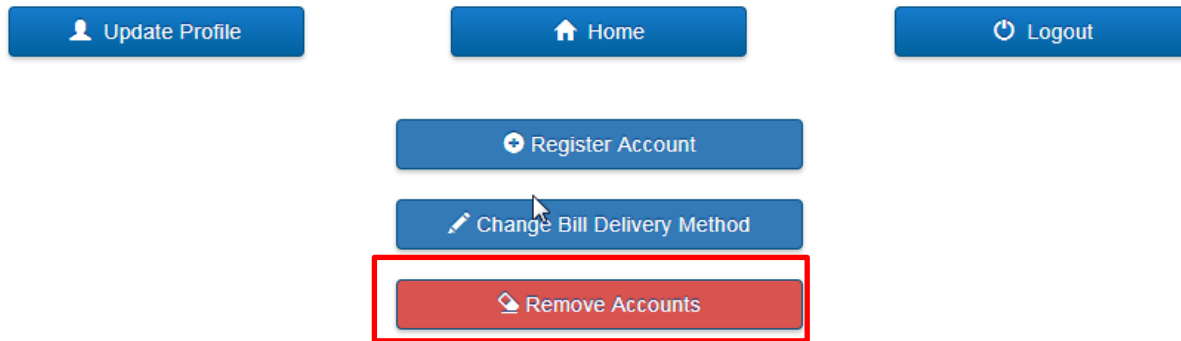 Update Profile
Home
Logout
Register Account
Change Bill Delivery Method
Remove Accounts